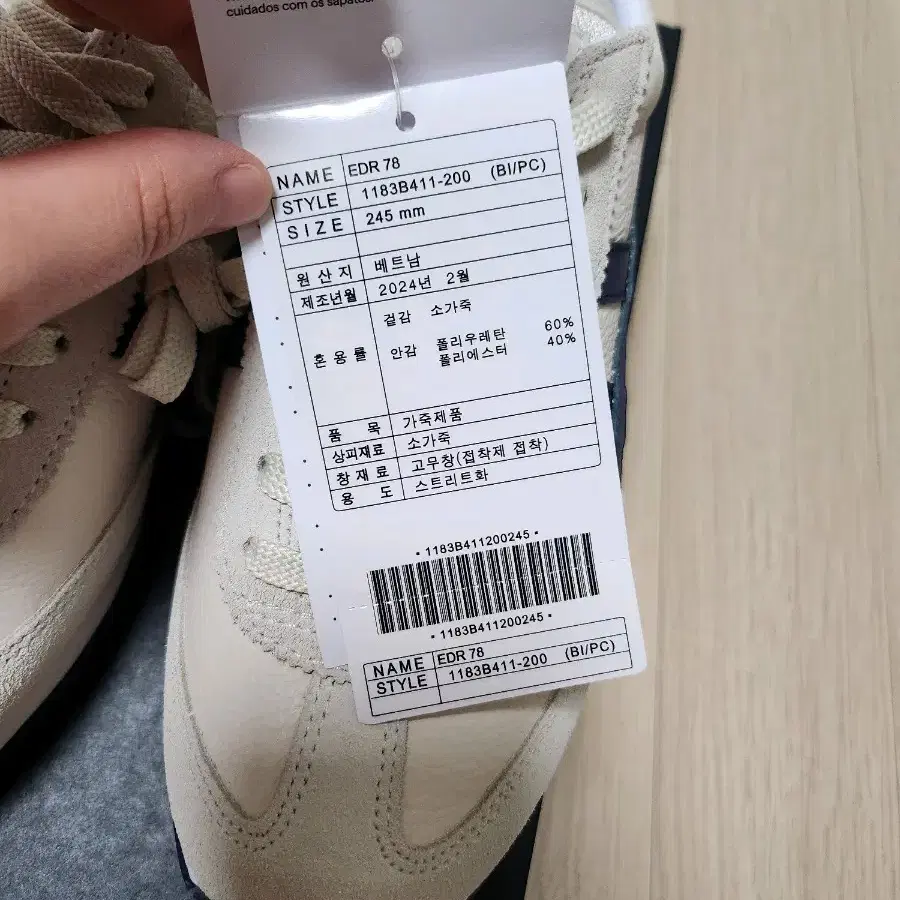 cuidados com os sapatos.
NAME EDR 78
STYLE 1183B411-200 (BI/PC)
SIZE 245 mm
원산지 베트남
제조년월 2024년 2월
혼용률 겉감 소가죽
안감 폴리우레탄 60%
폴리에스터 40%
품목 가죽제품
상피재료 소가죽
창재료 고무창(접착제 접착)
용도 스트리트화
• 1183B411200245 •
• 1183B411200245 •
NAME EDR 78
STYLE 1183B411-200 (BI/PC)